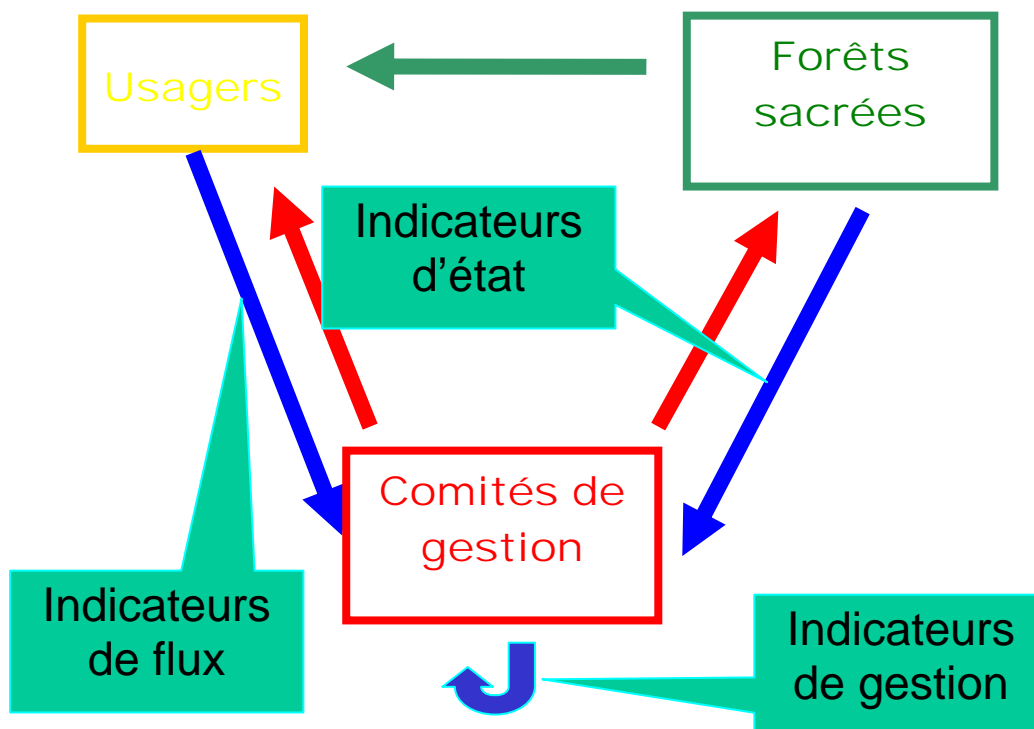 Usagers
Forêts
sacrées
Indicateurs
d’état
Comités de
gestion
Indicateurs
de flux
Indicateurs
de gestion